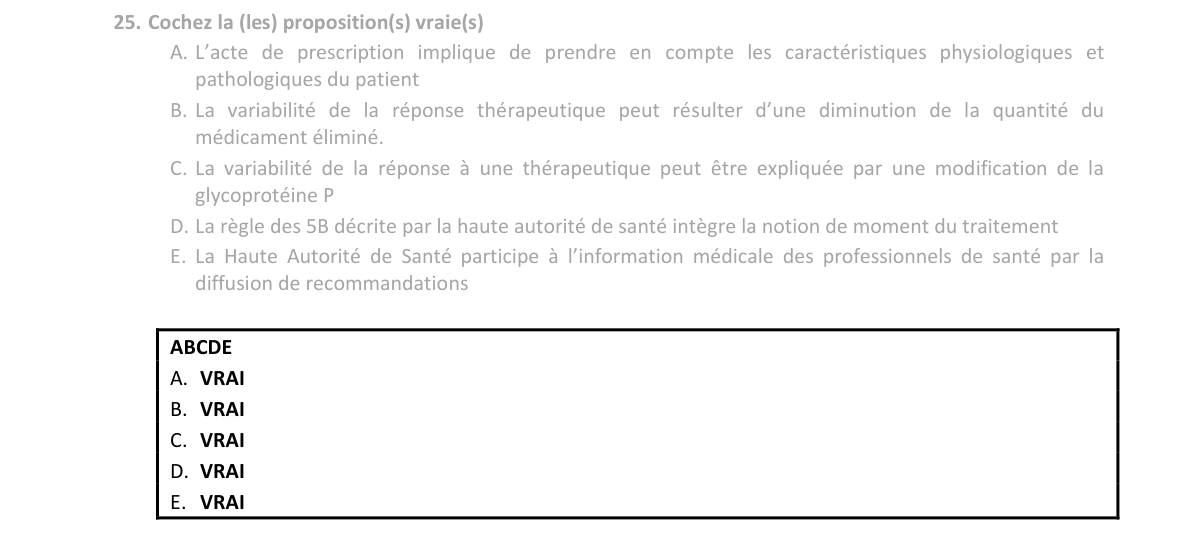 25. Cochez la (les) proposition(s) vraie(s)
A. L’acte de prescription implique de prendre en compte les caractéristiques physiologiques et
pathologiques du patient
B. La variabilité de la réponse thérapeutique peut résulter d’une diminution de la quantité du
médicament éliminé.
C. La variabilité de la réponse à une thérapeutique peut être expliquée par une modification de la
glycoprotéine P
D. La règle des 5B décrite par la haute autorité de santé intègre la notion de moment du traitement
E. La Haute Autorité de Santé participe à l’information médicale des professionnels de santé par la
diffusion de recommandations
ABCDE
A. VRAI
B. VRAI
C. VRAI
D. VRAI
E. VRAI